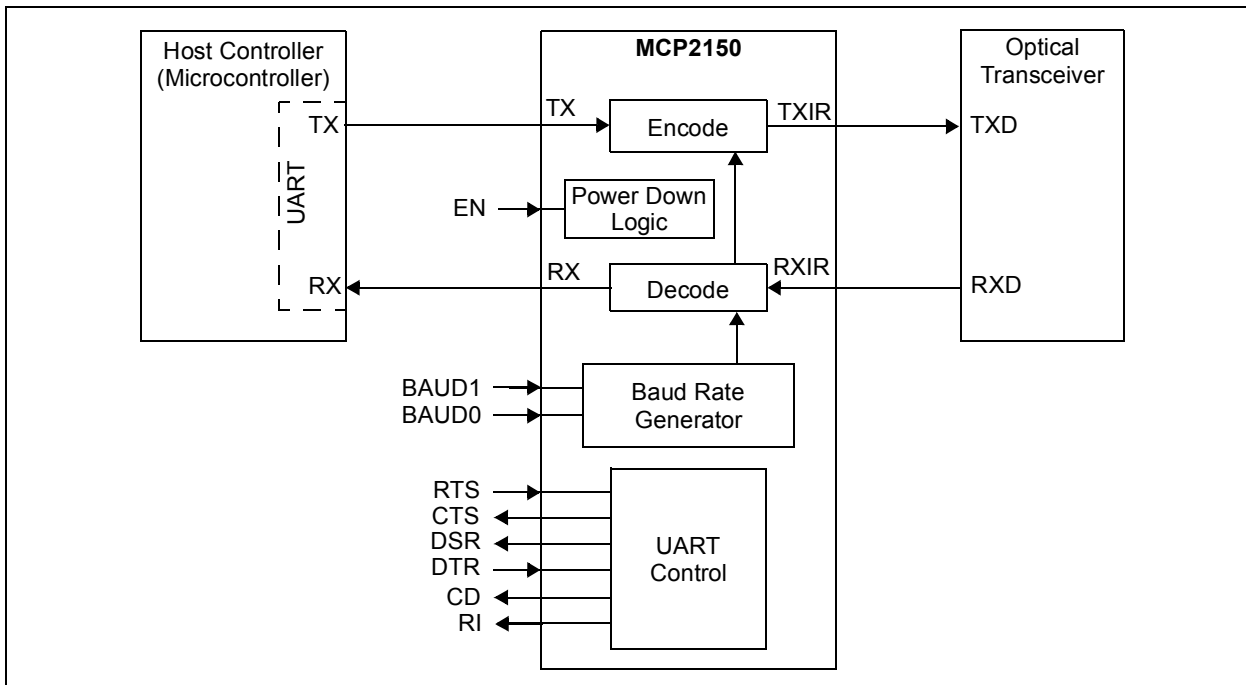 Host Controller
(Microcontroller)
UART
TX
RX
MCP2150
TX
Encode
TXIR
EN
Power Down
Logic
RX
Decode
RXIR
BAUD1
BAUD0
Baud Rate
Generator
RTS
CTS
DSR
DTR
CD
RI
UART
Control
Optical
Transceiver
TXD
RXD